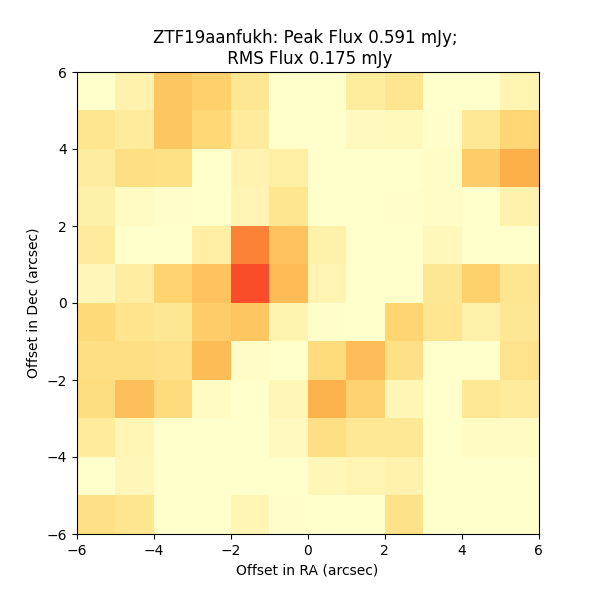 ZTF19aanfukh: Peak Flux 0.591 mJy;
RMS Flux 0.175 mJy
6
4
2
0
−2
−4
−6
Offset in Dec (arcsec)
−6 −4 −2 0 2 4 6
Offset in RA (arcsec)